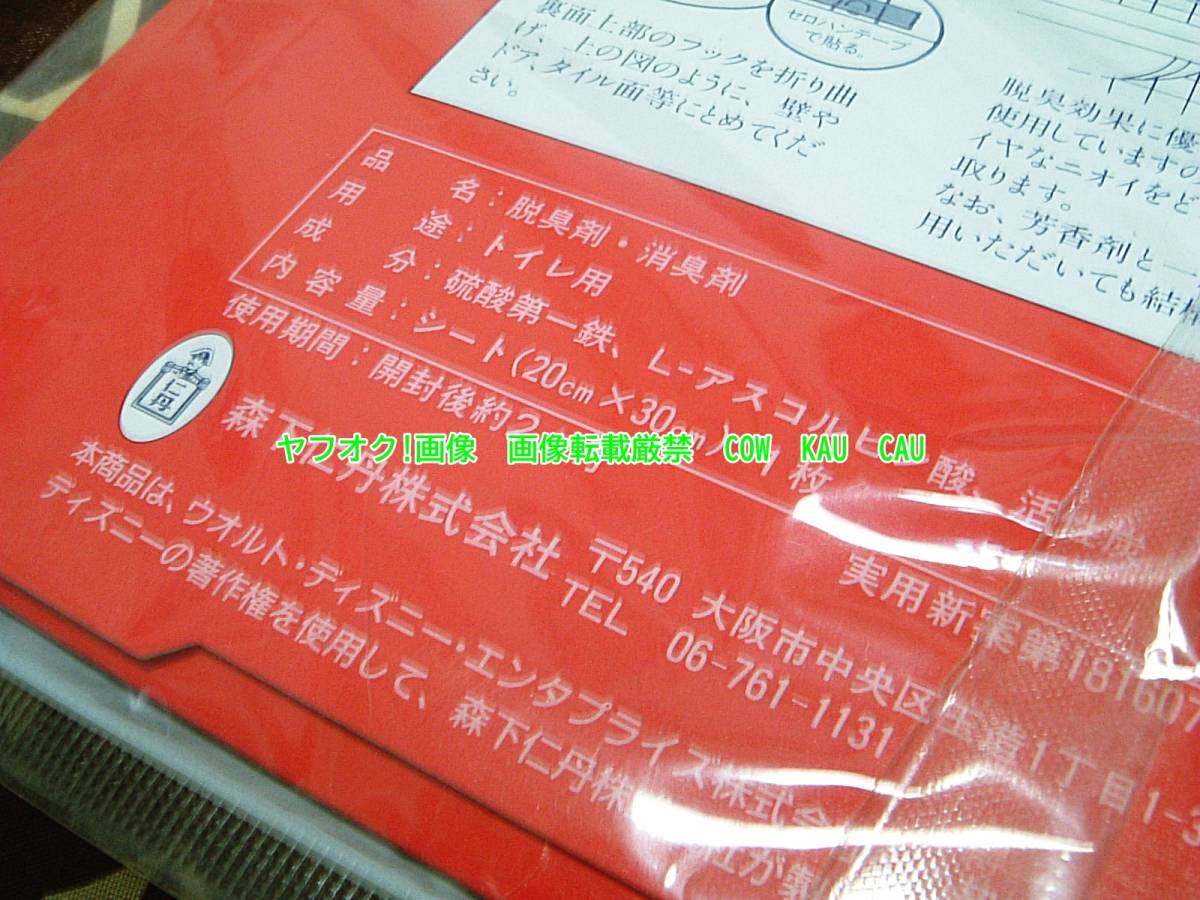 セロハンテープ
で貼る。
裏面上部のフックを折り曲
げ、上の図のように、壁や
ドア、タイル面等にとめてくだ
さい。
脱臭効果に優
使用していますの
イヤなニオイをど
取ります。
なお、芳香剤と
用いただいても結構
品名：脱臭剤・消臭剤
用途：トイレ用
成分：硫酸第一鉄、L-アスコルビン酸、活
内容量：シート(20cm×30cm)1枚
使用期間：開封後約2
実用新案第181607
仁丹
森下仁丹株式会社 〒540 大阪市中央区玉造1丁目1-3
TEL 06-761-1131
本商品は、ウオルト・ディズニー・エンタプライズ株式会
ディズニーの著作権を使用して、森下仁丹株
社が製
ヤフオク!画像 画像転載厳禁 COW KAU CAU